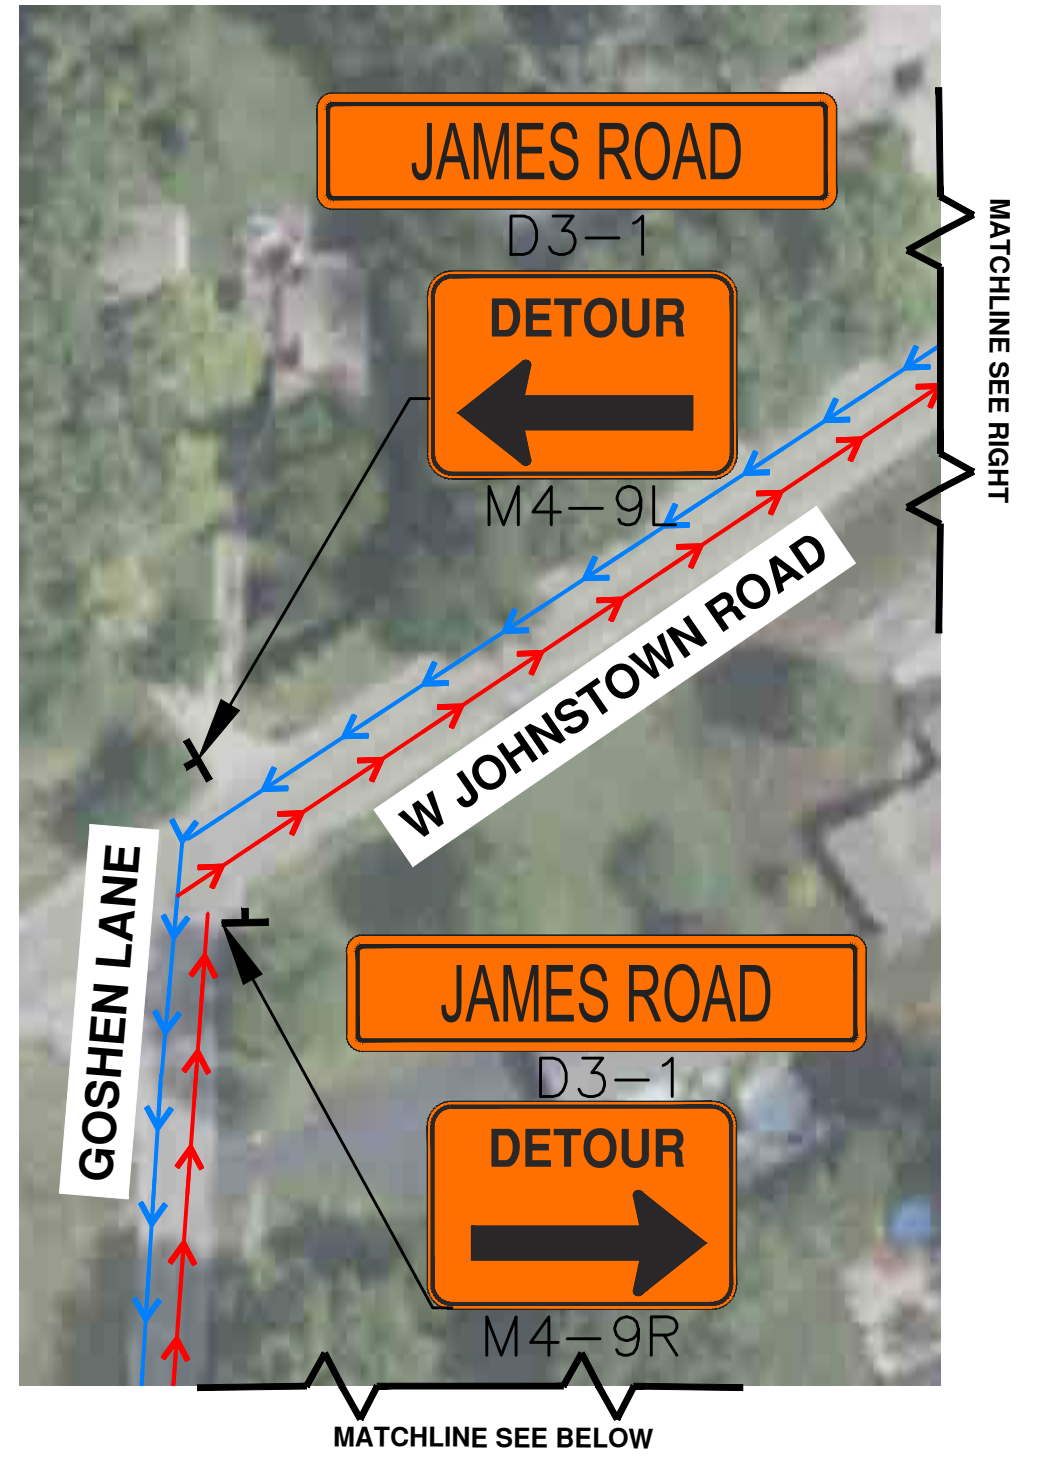 JAMES ROAD
D3-1
DETOUR
M4-9L
MATCHLINE SEE RIGHT
W JOHNSTOWN ROAD
GOSHEN LANE
JAMES ROAD
D3-1
DETOUR
M4-9R
MATCHLINE SEE BELOW